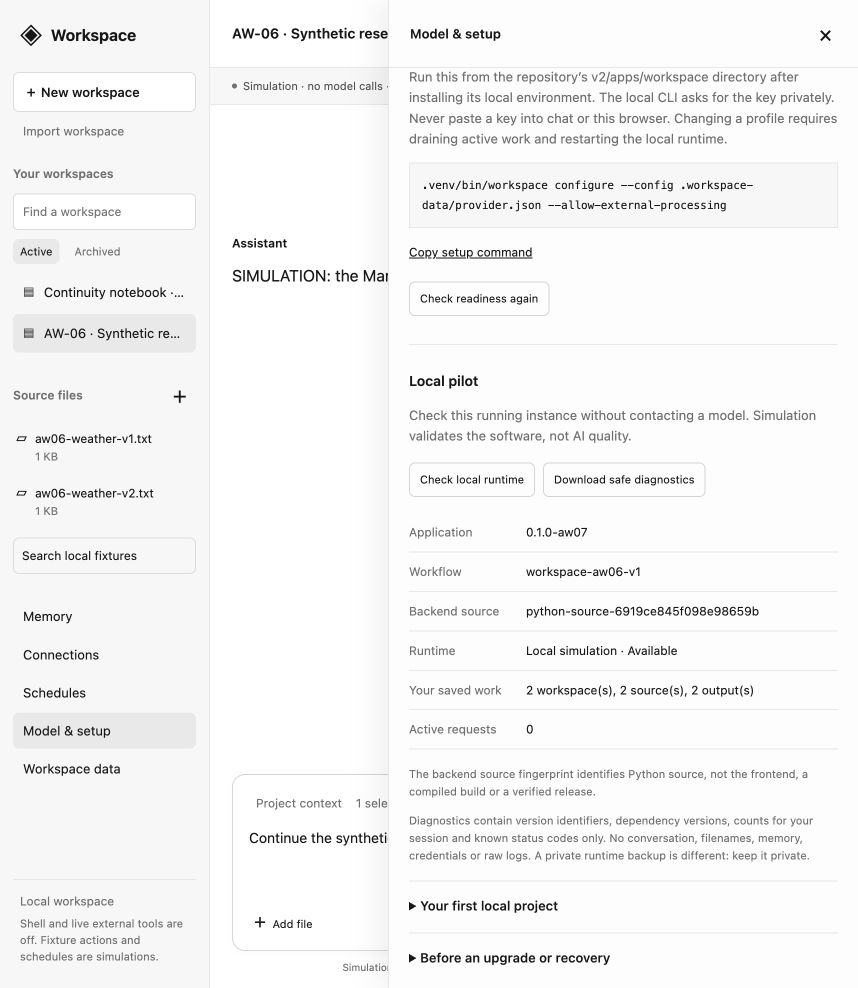 Workspace
+ New workspace
Import workspace
Your workspaces
Find a workspace
Active
Archived
Continuity notebook ·...
AW-06 · Synthetic re...
Source files
aw06-weather-v1.txt
1 KB
aw06-weather-v2.txt
1 KB
Search local fixtures
Memory
Connections
Schedules
Model & setup
Workspace data
Local workspace
Shell and live external tools are
off. Fixture actions and
schedules are simulations.
AW-06 · Synthetic rese
Simulation · no model calls ·
Assistant
SIMULATION: the Mar
Project context
1 sele
Continue the syntheti
+ Add file
Simulation
Model & setup
Run this from the repository’s v2/apps/workspace directory after
installing its local environment. The local CLI asks for the key privately.
Never paste a key into chat or this browser. Changing a profile requires
draining active work and restarting the local runtime.
.venv/bin/workspace configure --config .workspace-
data/provider.json --allow-external-processing
Copy setup command
Check readiness again
Local pilot
Check this running instance without contacting a model. Simulation
validates the software, not AI quality.
Check local runtime
Download safe diagnostics
Application 0.1.0-aw07
Workflow workspace-aw06-v1
Backend source python-source-6919ce845f098e98659b
Runtime Local simulation · Available
Your saved work 2 workspace(s), 2 source(s), 2 output(s)
Active requests 0
The backend source fingerprint identifies Python source, not the frontend, a
compiled build or a verified release.
Diagnostics contain version identifiers, dependency versions, counts for your
session and known status codes only. No conversation, filenames, memory,
credentials or raw logs. A private runtime backup is different: keep it private.
Your first local project
Before an upgrade or recovery